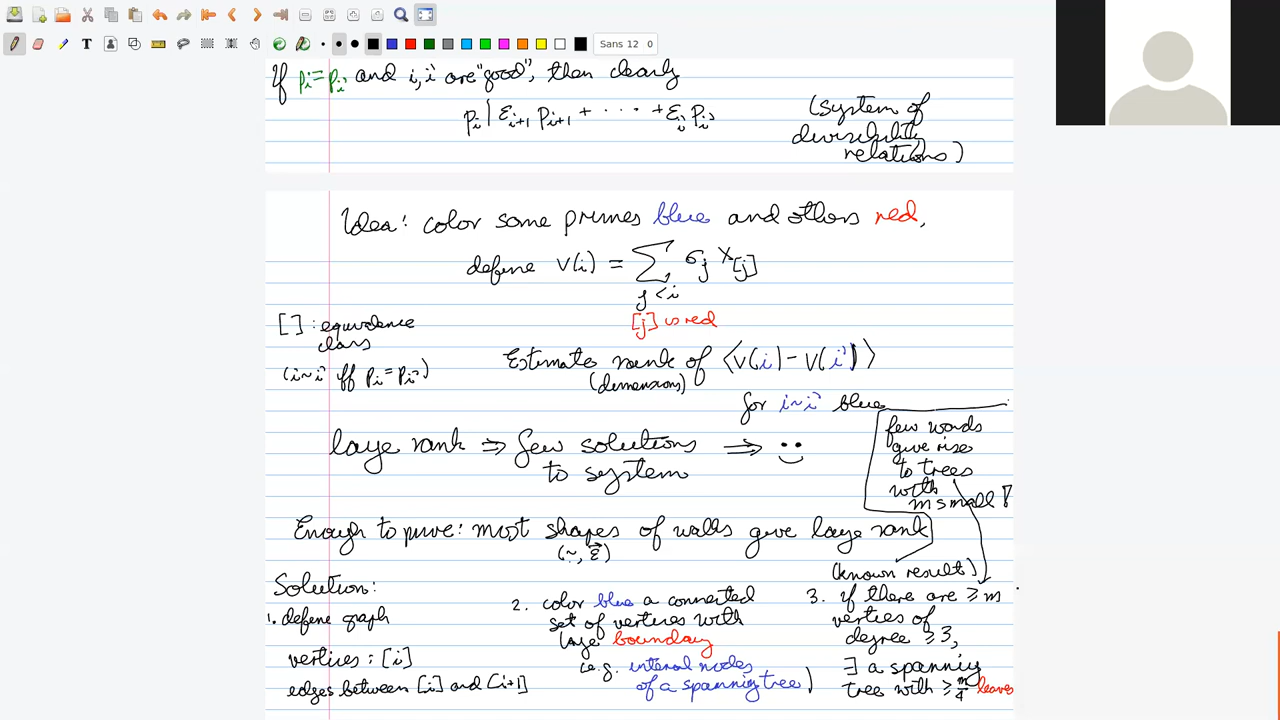 Sans 12 0
If pᵢ = pᵢ' and i, i' are "good", then clearly
pᵢ | εᵢ₊₁ pᵢ₊₁ + ··· + εᵢ' pᵢ'
(system of
divisibility
relations)
Idea: color some primes blue and others red,
define v(i) = ∑ σⱼ x[j]
j < i
[j] is red
[ ] : equivalence
class
(i ~ i' iff pᵢ = pᵢ')
Estimate rank of ⟨v(i) - v(i')⟩
(dimension)
for i ~ i' blue
large rank ⇒ few solutions
to system
⇒
few words
give rise
to trees
with
m small
Enough to prove: most shapes of walls give large rank
(~, ε⃗)
(known result)
Solution:
1. define graph
vertices : [i]
edges between [i] and [i+1]
2. color blue a connected
set of vertices with
large boundary
(e.g. internal nodes
of a spanning tree)
3. if there are ≥ m
vertices of
degree ≥ 3,
∃ a spanning
tree with ≥ m/4 leaves